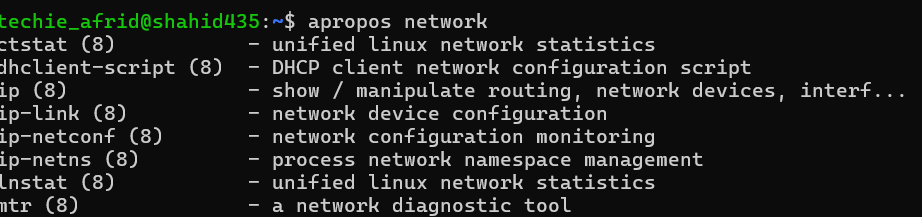 techie_afrid@shahid435:~$ apropos network
ctstat (8)           - unified linux network statistics
dhclient-script (8)  - DHCP client network configuration script
ip (8)               - show / manipulate routing, network devices, interf...
ip-link (8)          - network device configuration
ip-netconf (8)       - network configuration monitoring
ip-netns (8)         - process network namespace management
lnstat (8)           - unified linux network statistics
mtr (8)              - a network diagnostic tool